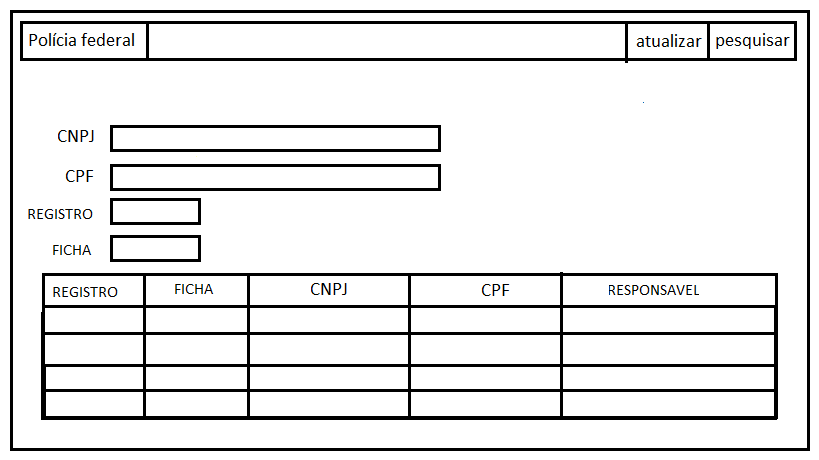 Polícia federal atualizar pesquisar
CNPJ
CPF
REGISTRO
FICHA
REGISTRO FICHA CNPJ CPF RESPONSAVEL